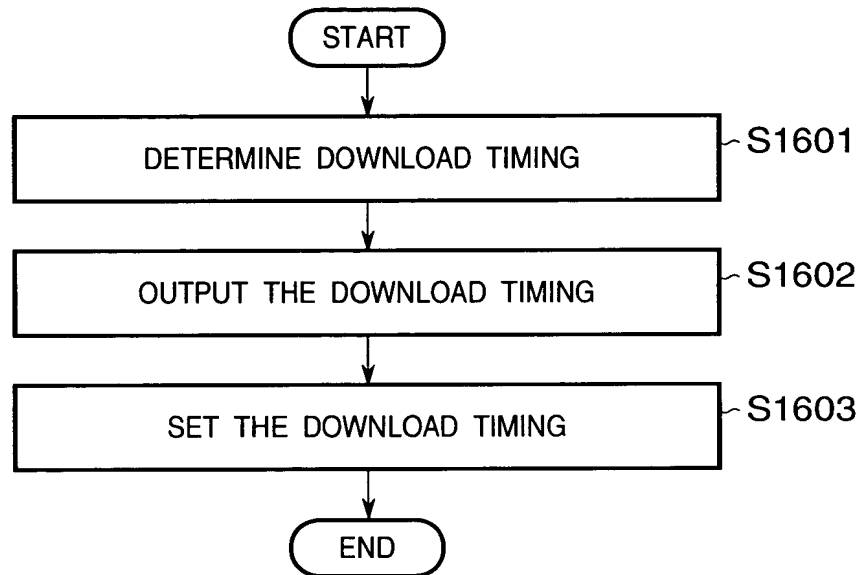 START
DETERMINE DOWNLOAD TIMING
S1601
OUTPUT THE DOWNLOAD TIMING
S1602
SET THE DOWNLOAD TIMING
S1603
END